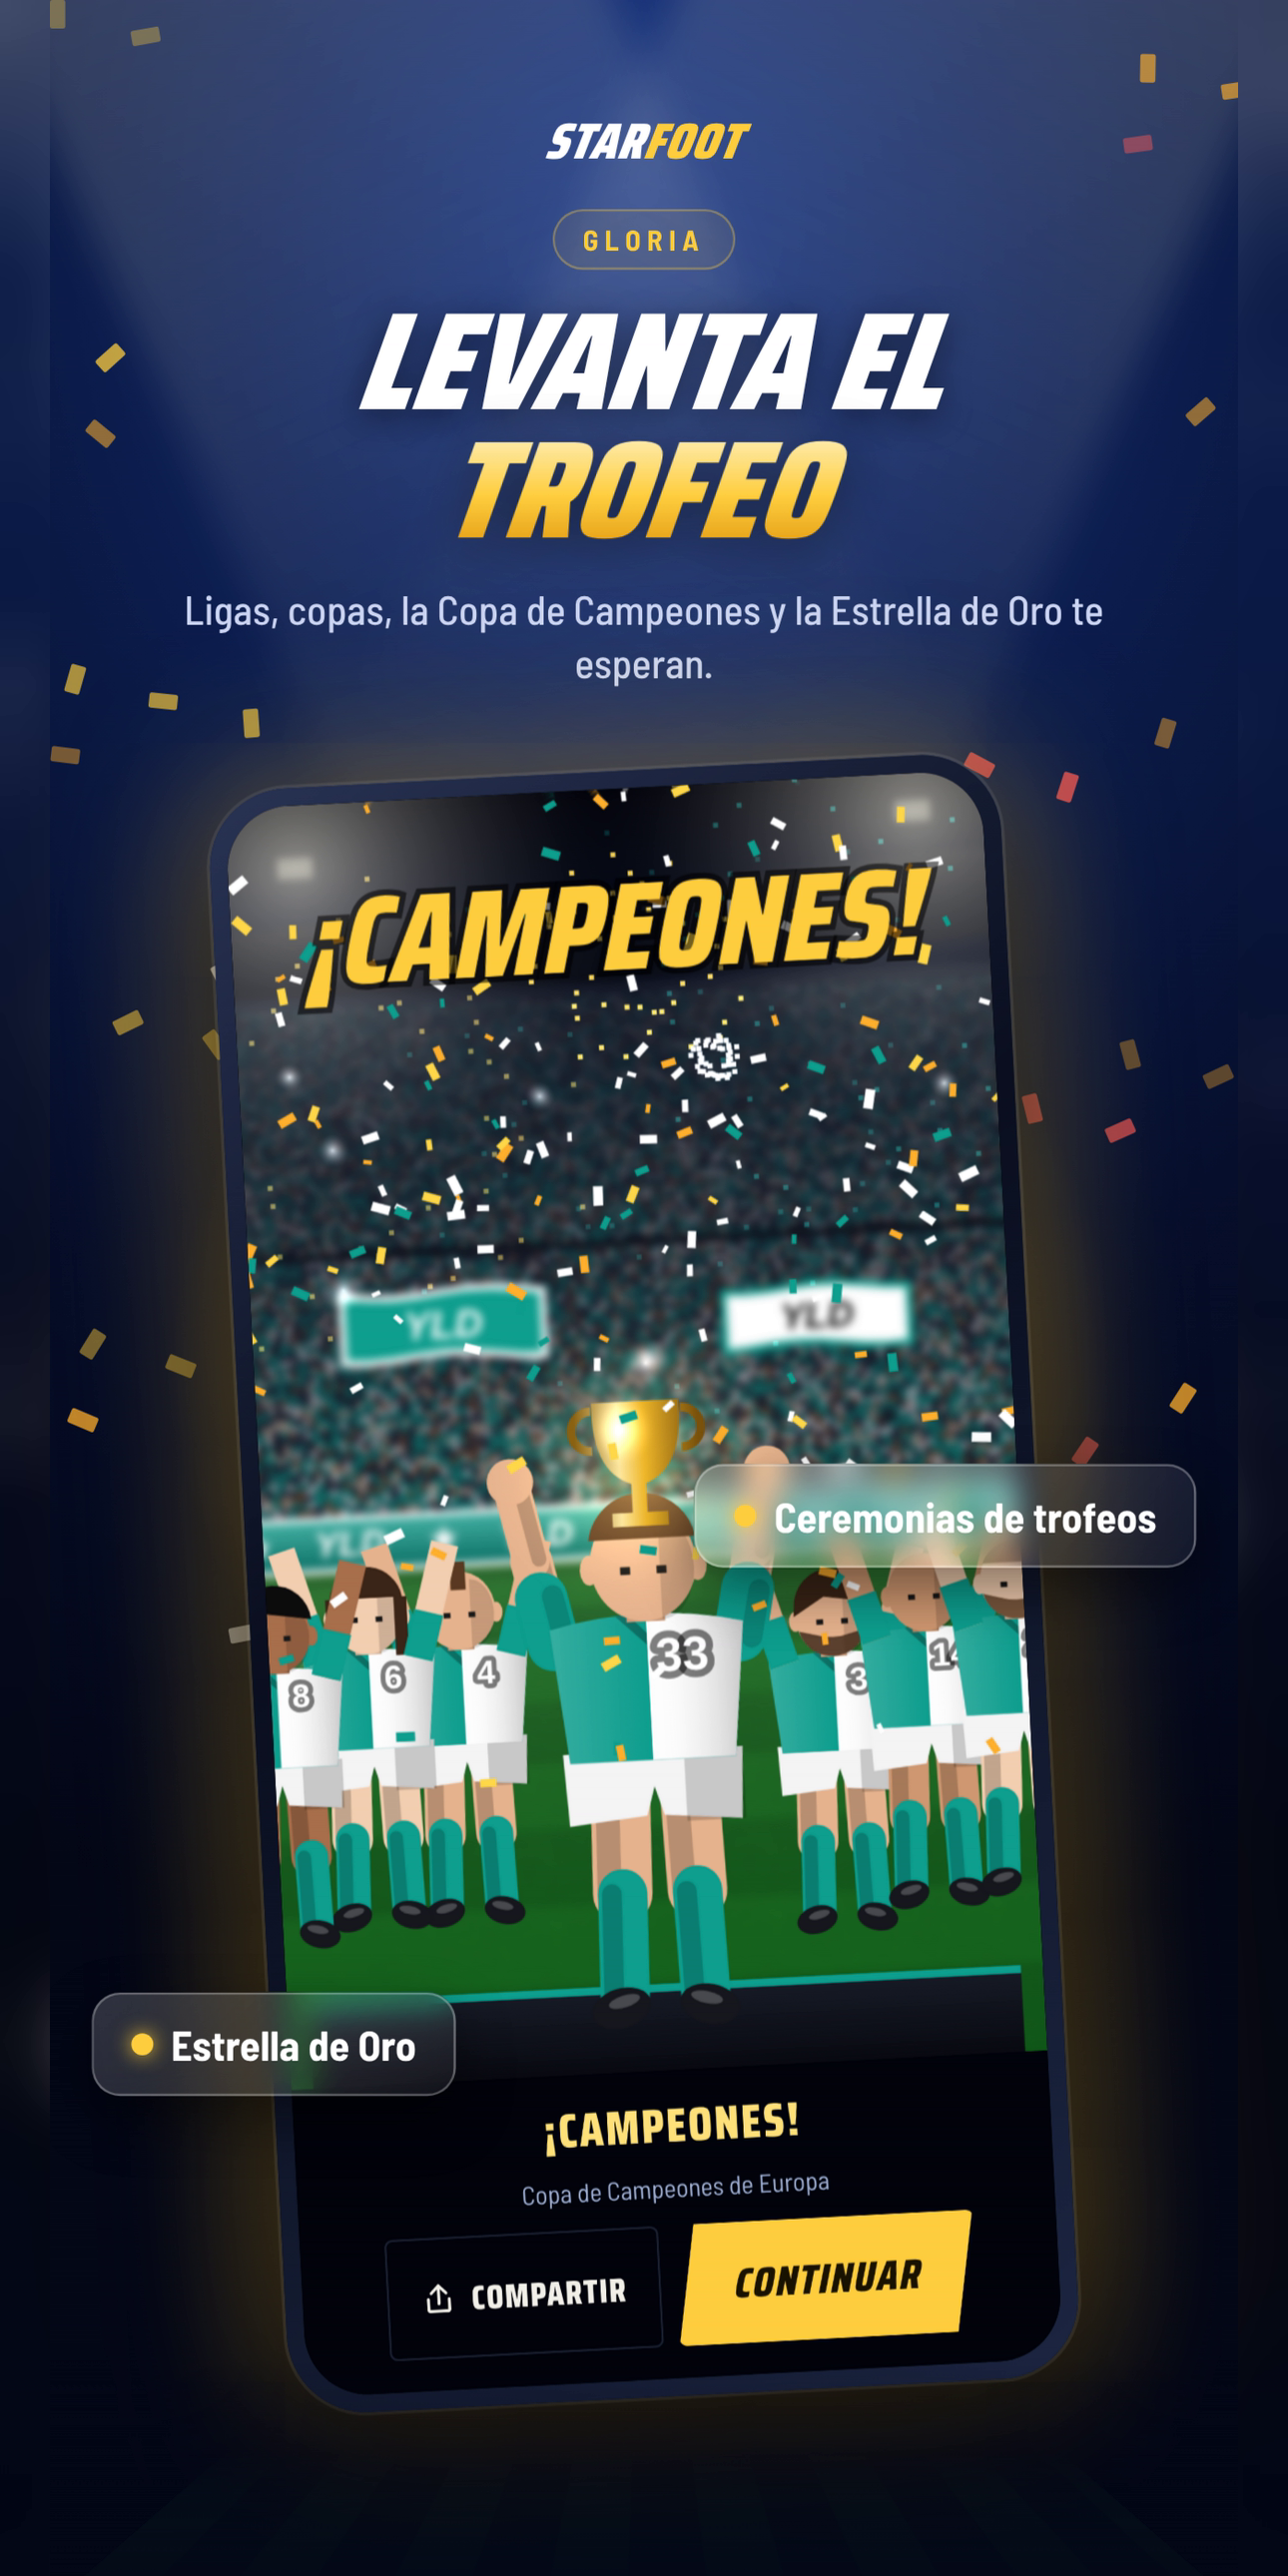 STARFOOT
GLORIA
LEVANTA EL
TROFEO
Ligas, copas, la Copa de Campeones y la Estrella de Oro te
esperan.
¡CAMPEONES!
YLD
YLD
Ceremonias de trofeos
YLD
8
6
4
33
3
Estrella de Oro
¡CAMPEONES!
Copa de Campeones de Europa
COMPARTIR
CONTINUAR